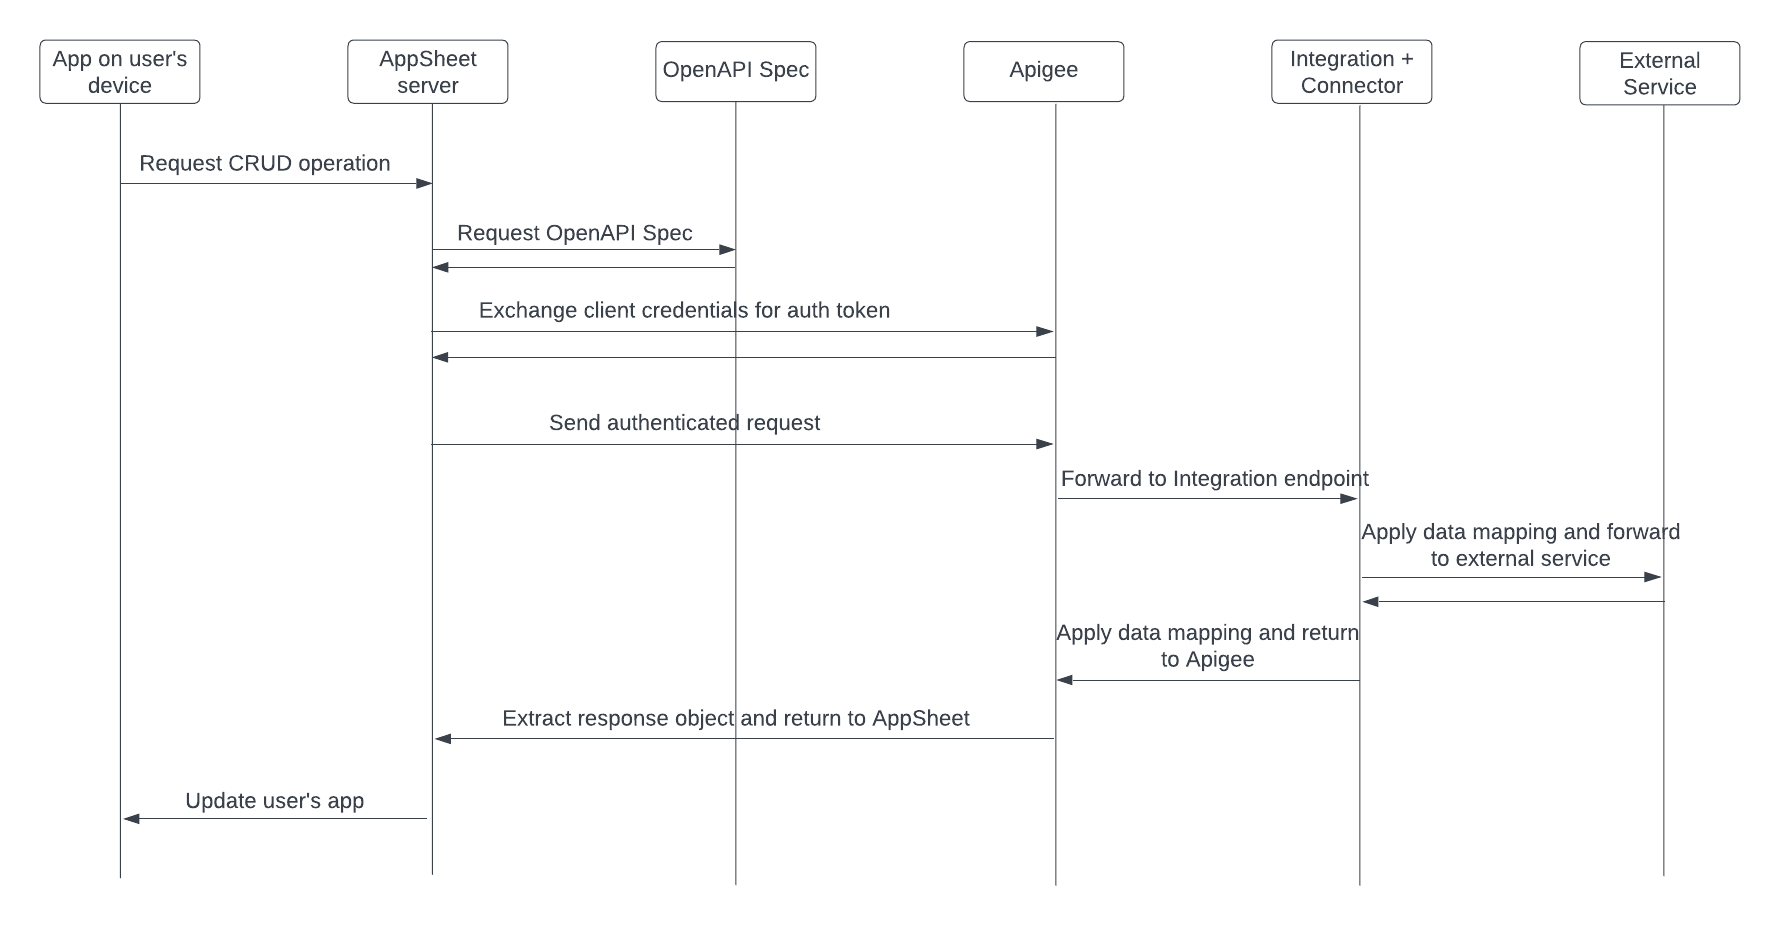 App on user's
device
AppSheet
server
OpenAPI Spec
Apigee
Integration +
Connector
External
Service
Request CRUD operation
Request OpenAPI Spec
Exchange client credentials for auth token
Send authenticated request
Forward to Integration endpoint
Apply data mapping and forward
to external service
Apply data mapping and return
to Apigee
Extract response object and return to AppSheet
Update user's app